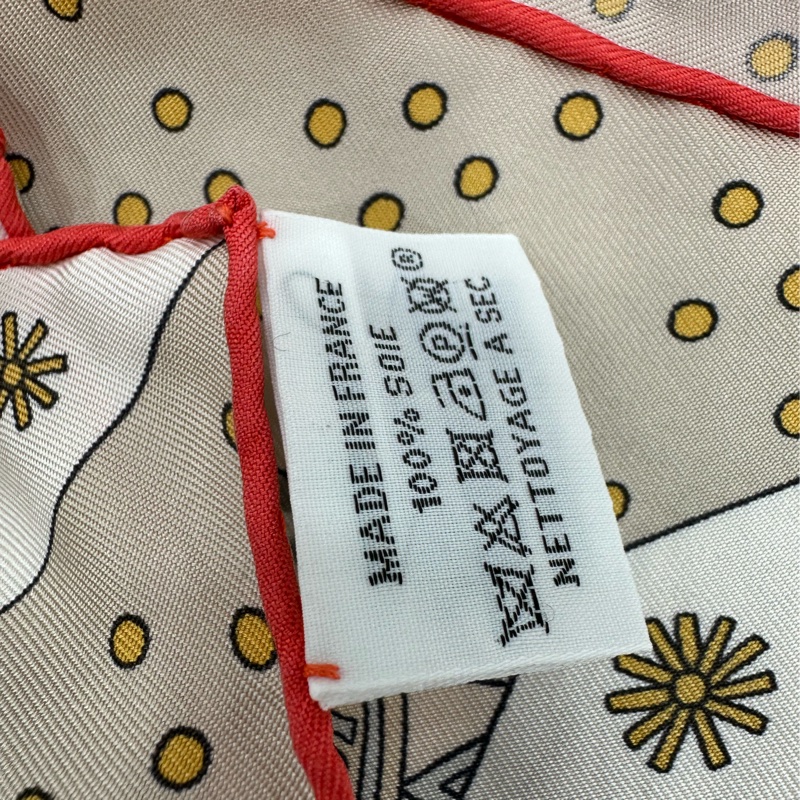 MADE IN FRANCE
100% SOIE
P ®
NETTOYAGE A SEC